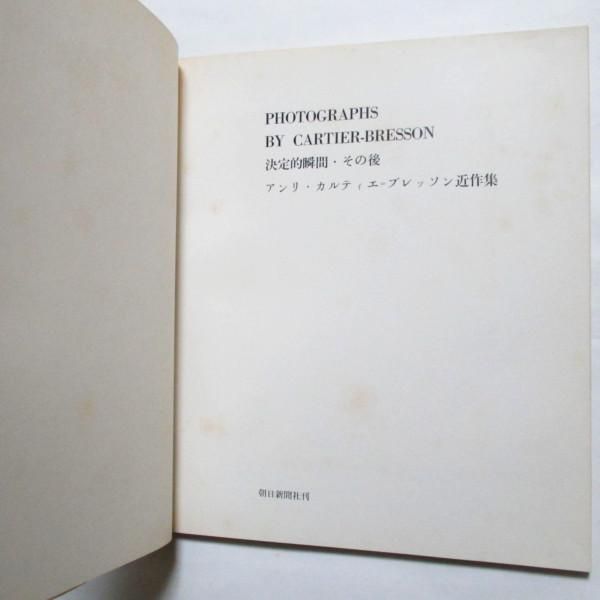 PHOTOGRAPHS
BY CARTIER-BRESSON
決定的瞬間・その後
アンリ・カルティエ=ブレッソン近作集
朝日新聞社刊